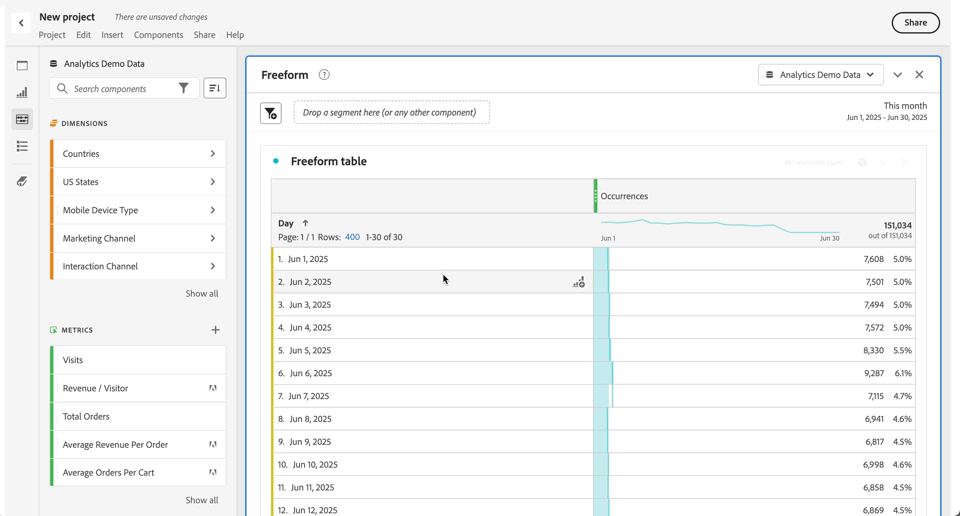 New project There are unsaved changes
Project Edit Insert Components Share Help
Share
Analytics Demo Data
Search components
DIMENSIONS
Countries
US States
Mobile Device Type
Marketing Channel
Interaction Channel
Show all
METRICS
Visits
Revenue / Visitor
Total Orders
Average Revenue Per Order
Average Orders Per Cart
Show all
Freeform
Analytics Demo Data
Drop a segment here (or any other component)
This month
Jun 1, 2025 - Jun 30, 2025
Freeform table
Occurrences
Day
Page: 1 / 1 Rows: 400 1-30 of 30
Jun 1 Jun 30
151,034
out of 151,034
1. Jun 1, 2025 7,608 5.0%
2. Jun 2, 2025 7,501 5.0%
3. Jun 3, 2025 7,494 5.0%
4. Jun 4, 2025 7,572 5.0%
5. Jun 5, 2025 8,330 5.5%
6. Jun 6, 2025 9,287 6.1%
7. Jun 7, 2025 7,115 4.7%
8. Jun 8, 2025 6,941 4.6%
9. Jun 9, 2025 6,817 4.5%
10. Jun 10, 2025 6,998 4.6%
11. Jun 11, 2025 6,858 4.5%
12. Jun 12, 2025 6,869 4.5%